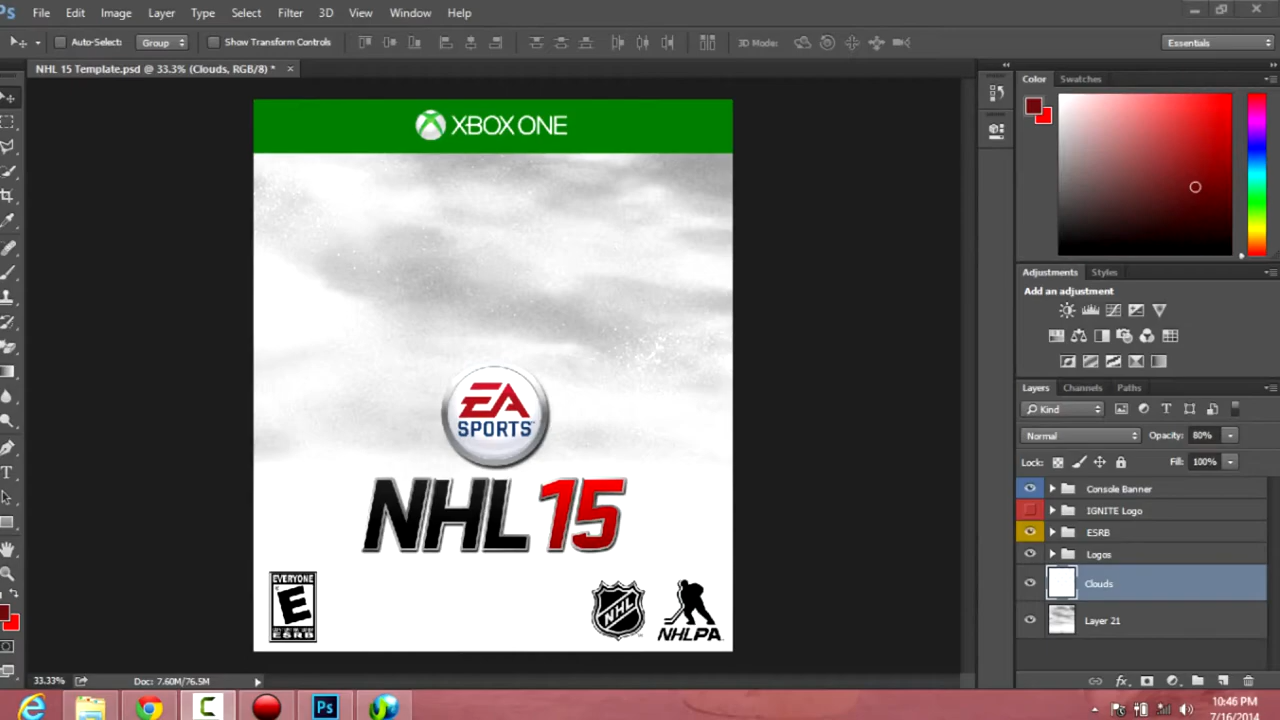 Ps File Edit Image Layer Type Select Filter 3D View Window Help
Auto-Select: Group Show Transform Controls 3D Mode: Essentials
NHL 15 Template.psd @ 33.3% (Clouds, RGB/8) * ×
Color Swatches
XBOX ONE
Adjustments Styles
Add an adjustment
Layers Channels Paths
Kind
Normal Opacity: 80%
Lock: Fill: 100%
Console Banner
IGNITE Logo
ESRB
Logos
Clouds
Layer 21
EA
SPORTS
NHL 15
EVERYONE
E
ESRB
NHL
NHLPA
33.33% Doc: 7.60M/76.5M
Ps
10:46 PM
7/16/2014